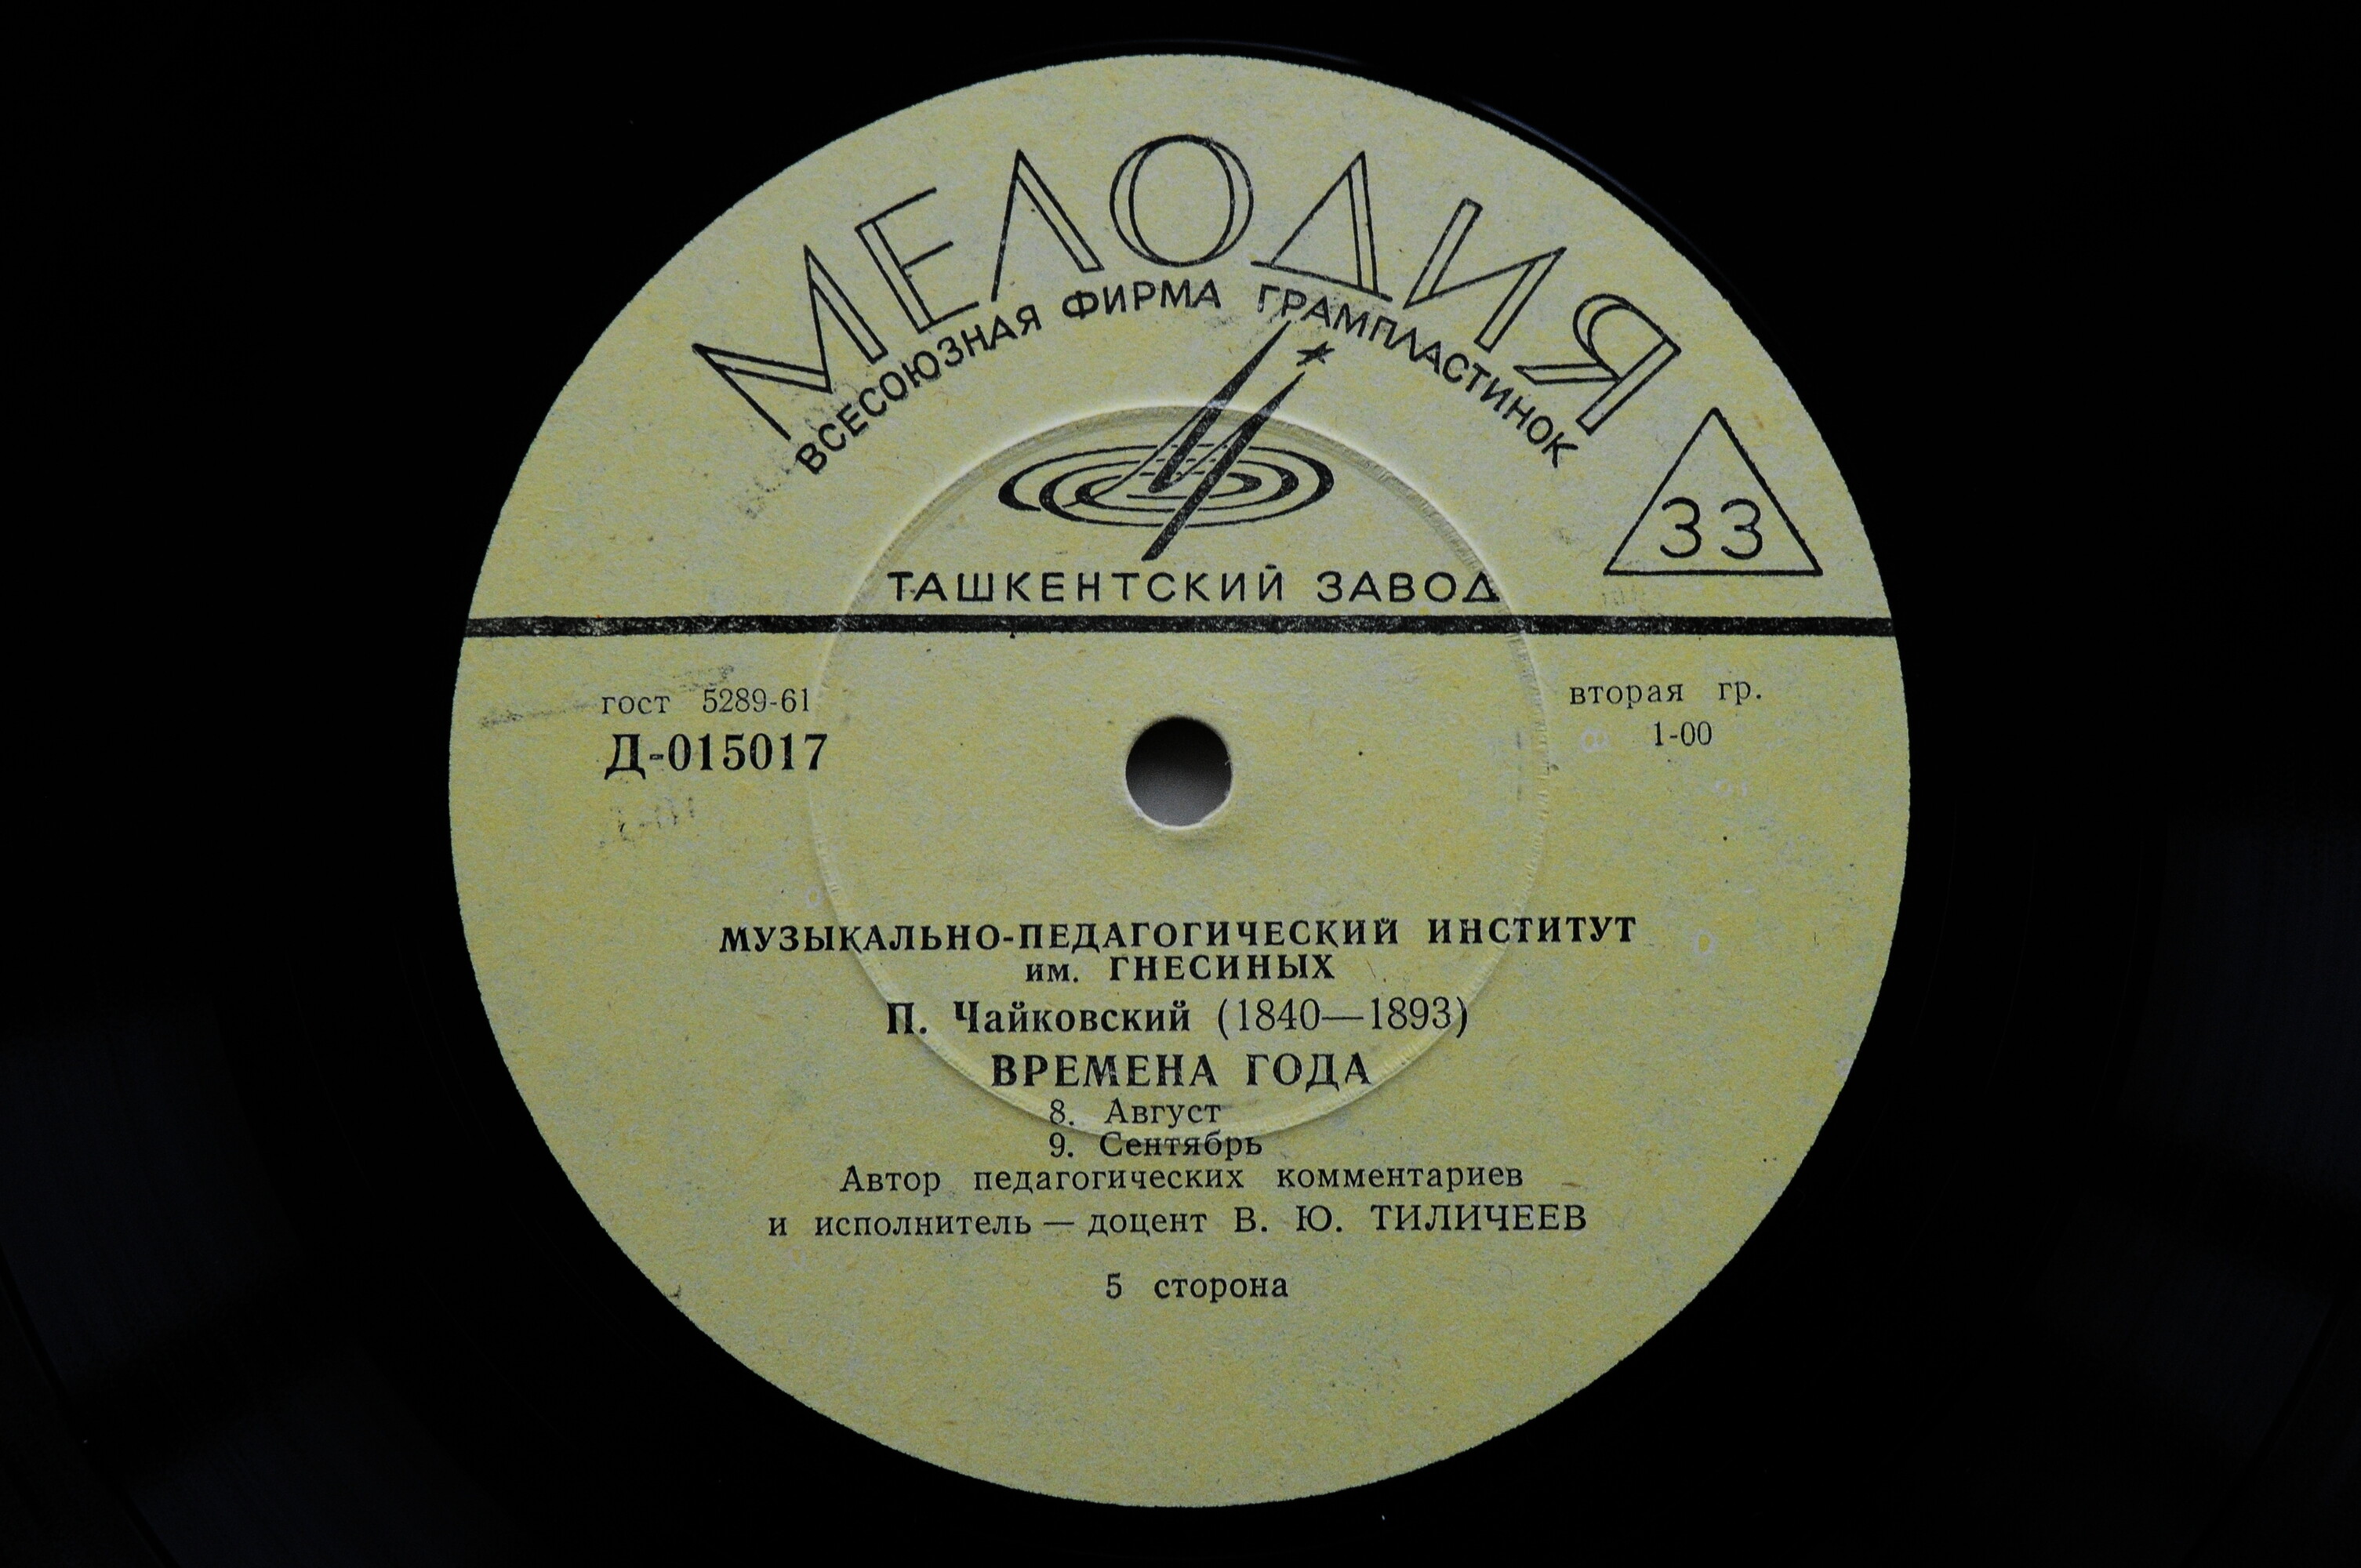 МЕЛОДИЯ
ВСЕСОЮЗНАЯ ФИРМА ГРАМПЛАСТИНОК
33
ТАШКЕНТСКИЙ ЗАВОД
гост 5289-61
Д-015017
вторая гр.
1-00
МУЗЫКАЛЬНО-ПЕДАГОГИЧЕСКИЙ ИНСТИТУТ
им. ГНЕСИНЫХ
П. Чайковский (1840—1893)
ВРЕМЕНА ГОДА
8. Август
9. Сентябрь
Автор педагогических комментариев
и исполнитель — доцент В. Ю. ТИЛИЧЕЕВ
5 сторона